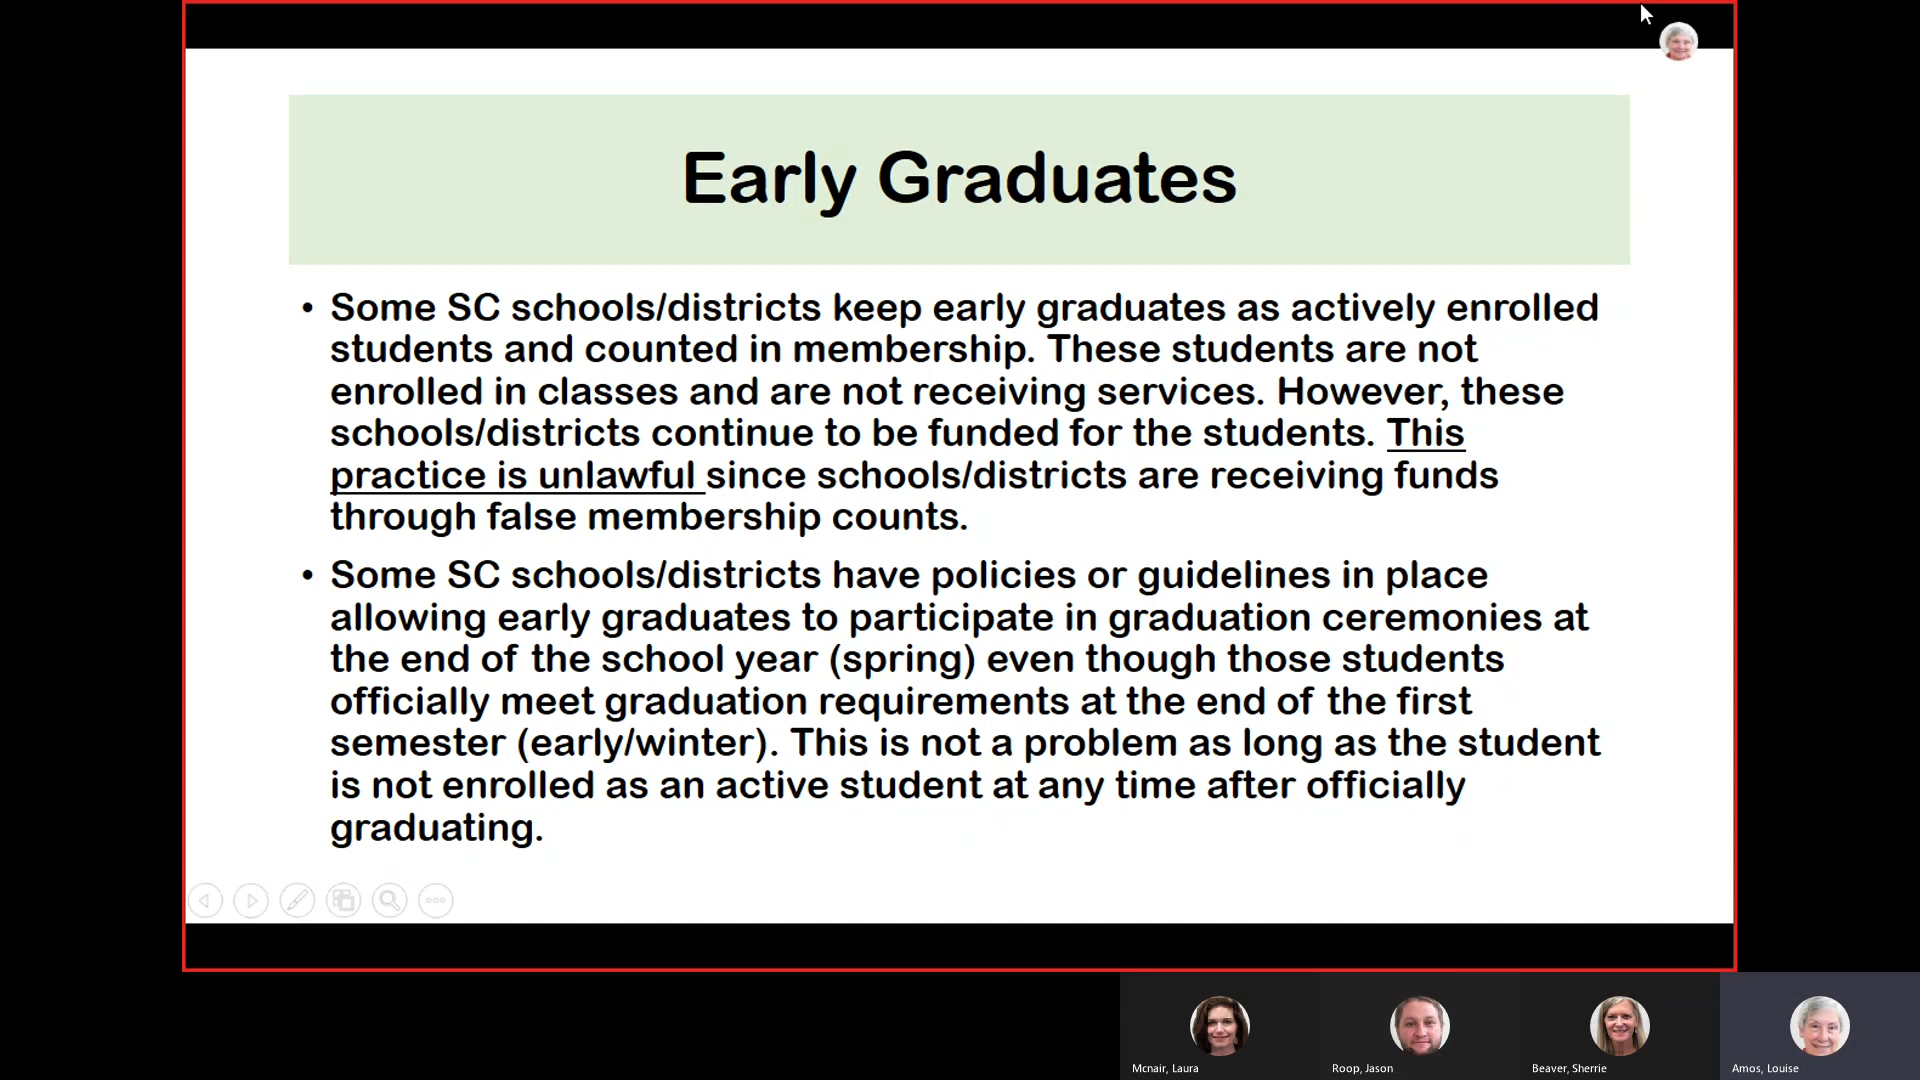 Early Graduates
• Some SC schools/districts keep early graduates as actively enrolled
students and counted in membership. These students are not
enrolled in classes and are not receiving services. However, these
schools/districts continue to be funded for the students. This
practice is unlawful since schools/districts are receiving funds
through false membership counts.
• Some SC schools/districts have policies or guidelines in place
allowing early graduates to participate in graduation ceremonies at
the end of the school year (spring) even though those students
officially meet graduation requirements at the end of the first
semester (early/winter). This is not a problem as long as the student
is not enrolled as an active student at any time after officially
graduating.
Mcnair, Laura
Roop, Jason
Beaver, Sherrie
Amos, Louise